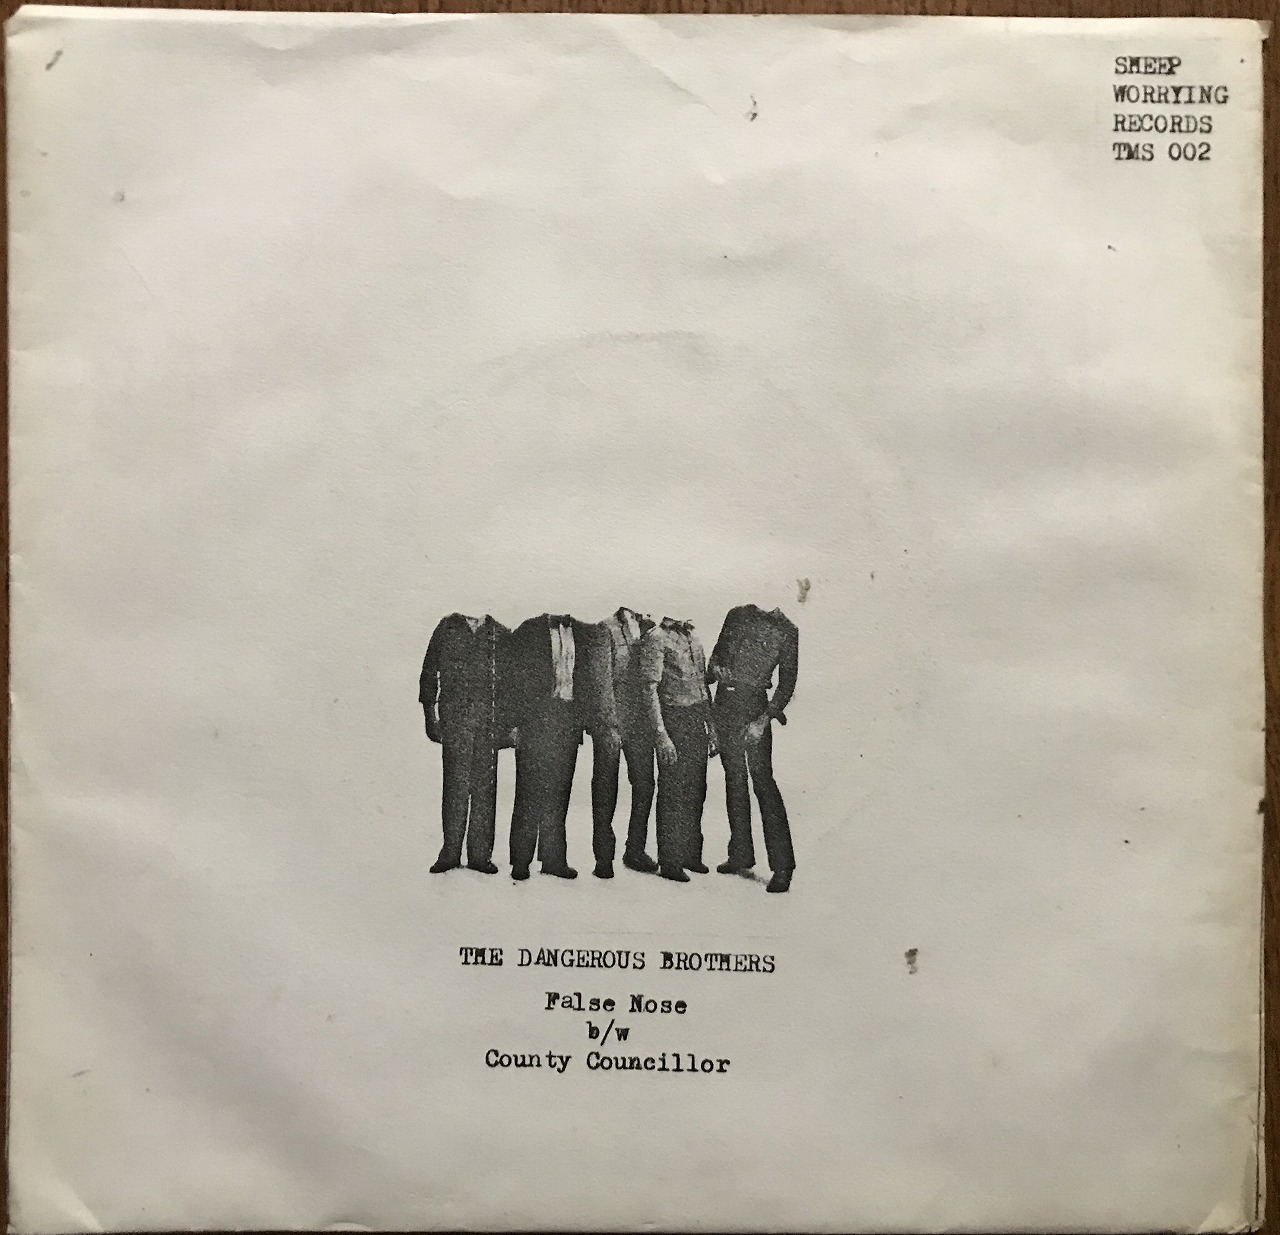 SHEEP
WORRYING
RECORDS
TMS 002
THE DANGEROUS BROTHERS
False Nose
b/w
County Councillor